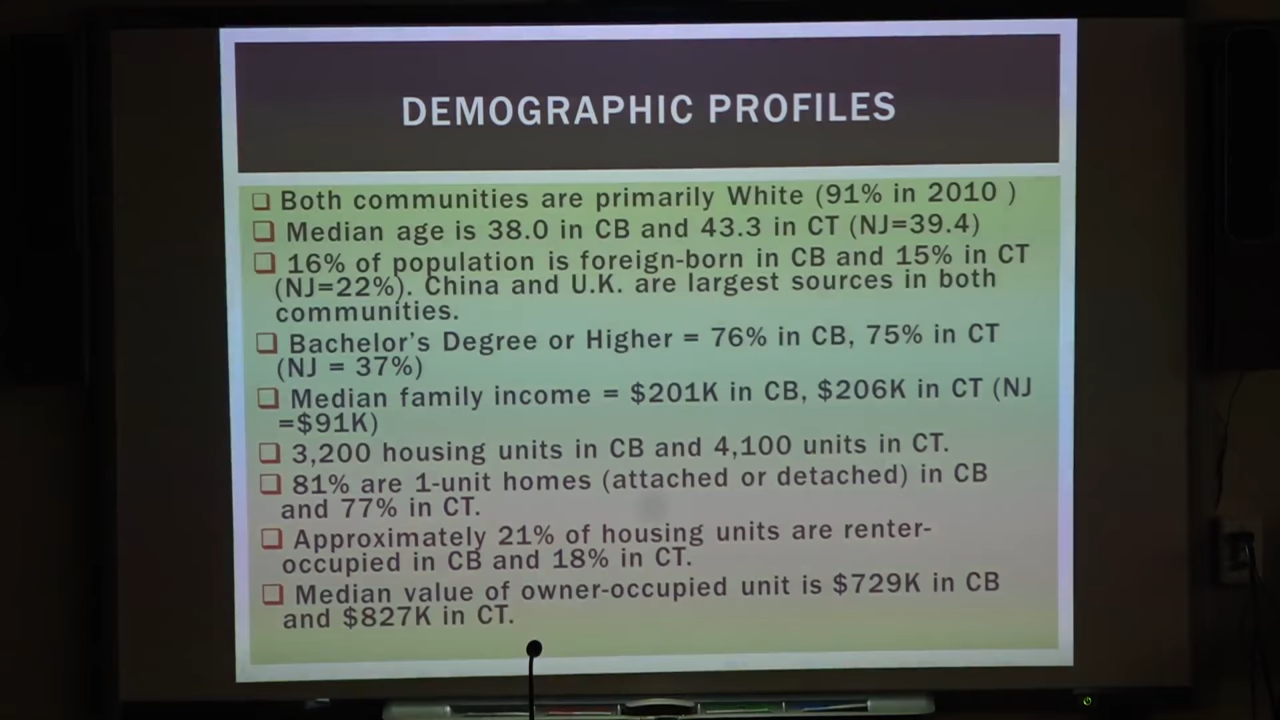 DEMOGRAPHIC PROFILES
Both communities are primarily White (91% in 2010 )
Median age is 38.0 in CB and 43.3 in CT (NJ=39.4)
16% of population is foreign-born in CB and 15% in CT
(NJ=22%). China and U.K. are largest sources in both
communities.
Bachelor's Degree or Higher = 76% in CB, 75% in CT
(NJ = 37%)
Median family income = $201K in CB, $206K in CT (NJ
=$91K)
3,200 housing units in CB and 4,100 units in CT.
81% are 1-unit homes (attached or detached) in CB
and 77% in CT.
Approximately 21% of housing units are renter-
occupied in CB and 18% in CT.
Median value of owner-occupied unit is $729K in CB
and $827K in CT.